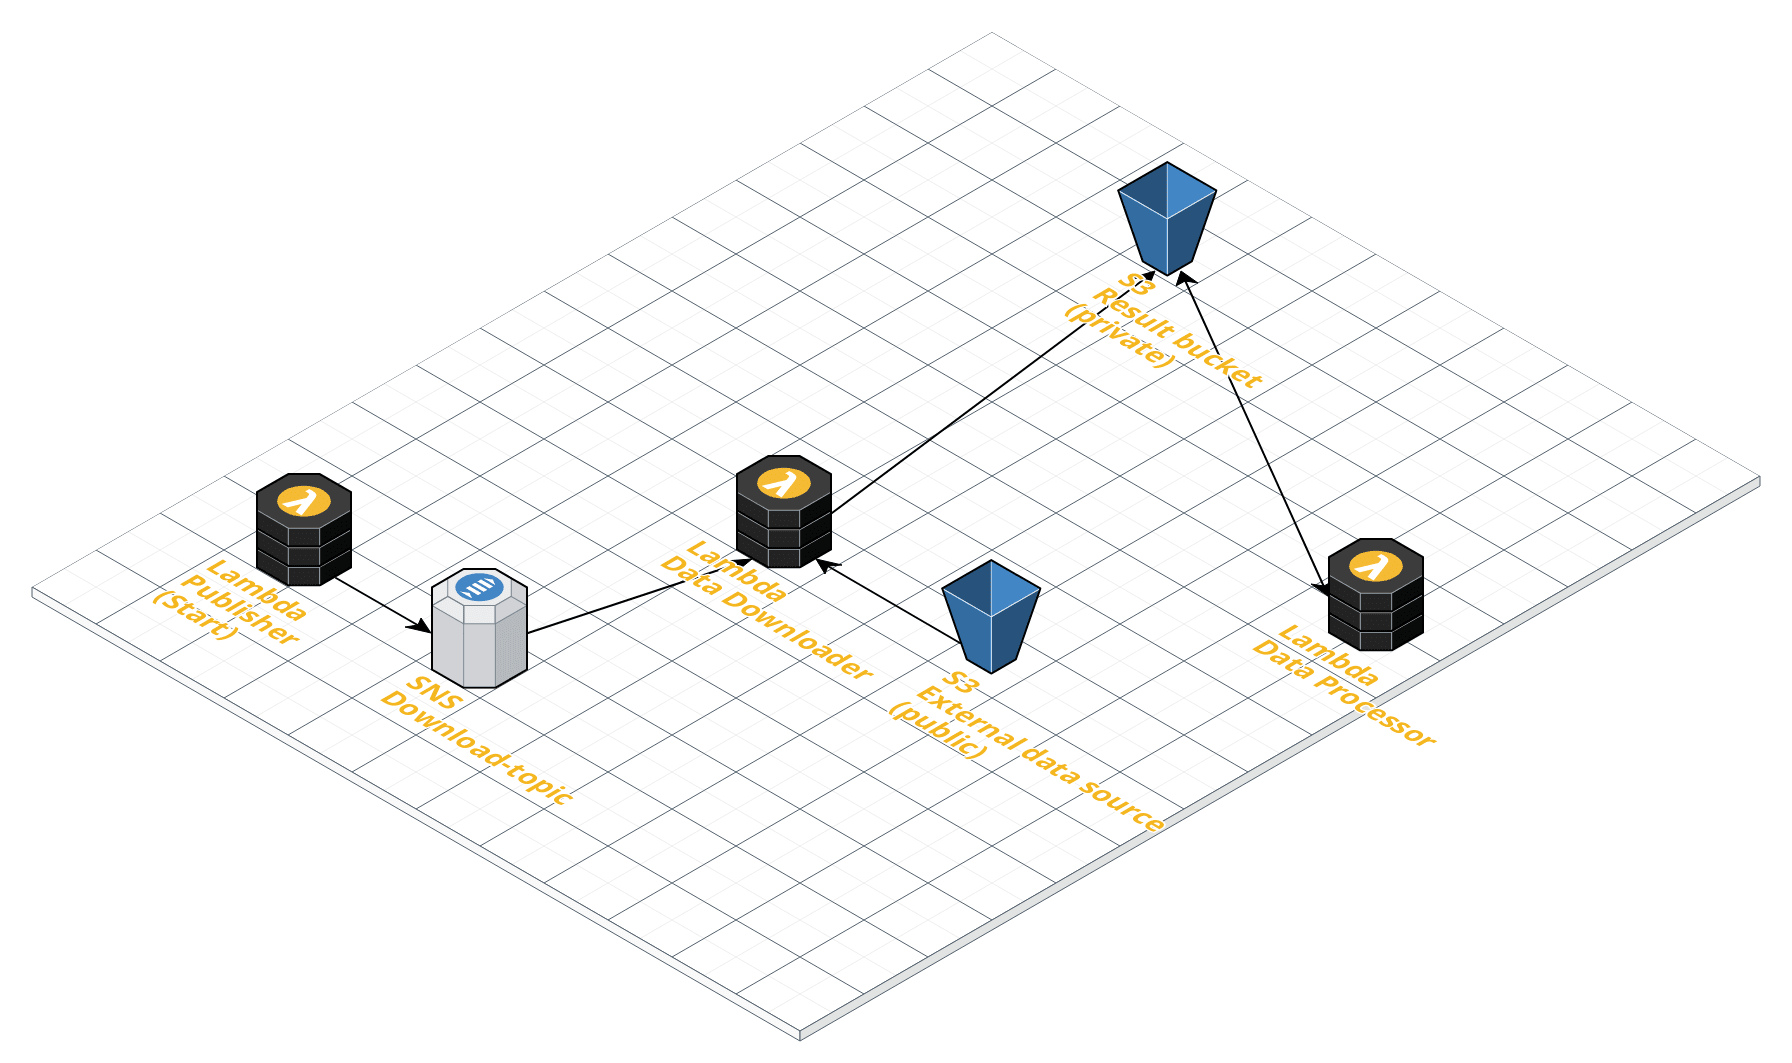 S3
Result bucket
(private)
Lambda
Publisher
(Start)
SNS
Download-topic
Lambda
Data Downloader
S3
External data source
(public)
Lambda
Data Processor